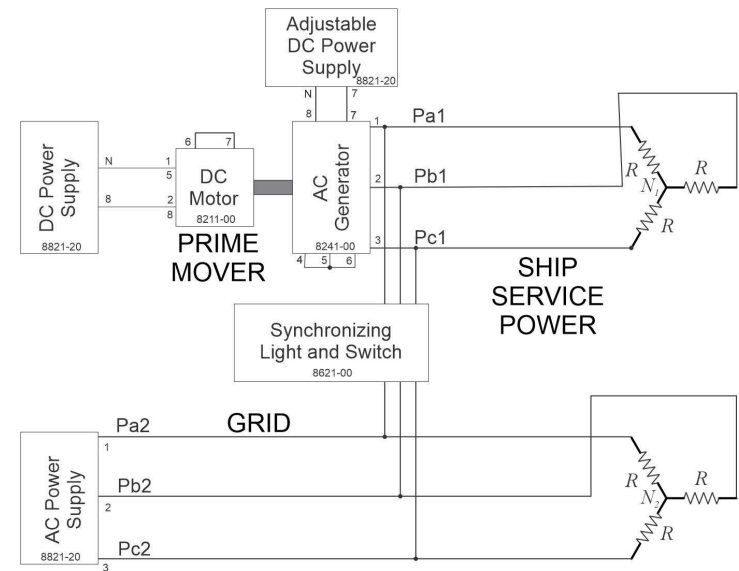 Adjustable
DC Power
Supply
8821-20
N
7
8
7
DC Power
Supply
8821-20
N
8
1
5
2
8
6
7
DC
Motor
8211-00
PRIME
MOVER
AC
Generator
8241-00
4
5
6
1
Pa1
2
Pb1
3
Pc1
R
N1
R
R
SHIP
SERVICE
POWER
Synchronizing
Light and Switch
8621-00
GRID
AC Power
Supply
8821-20
Pa2
1
Pb2
2
Pc2
3
R
N2
R
R